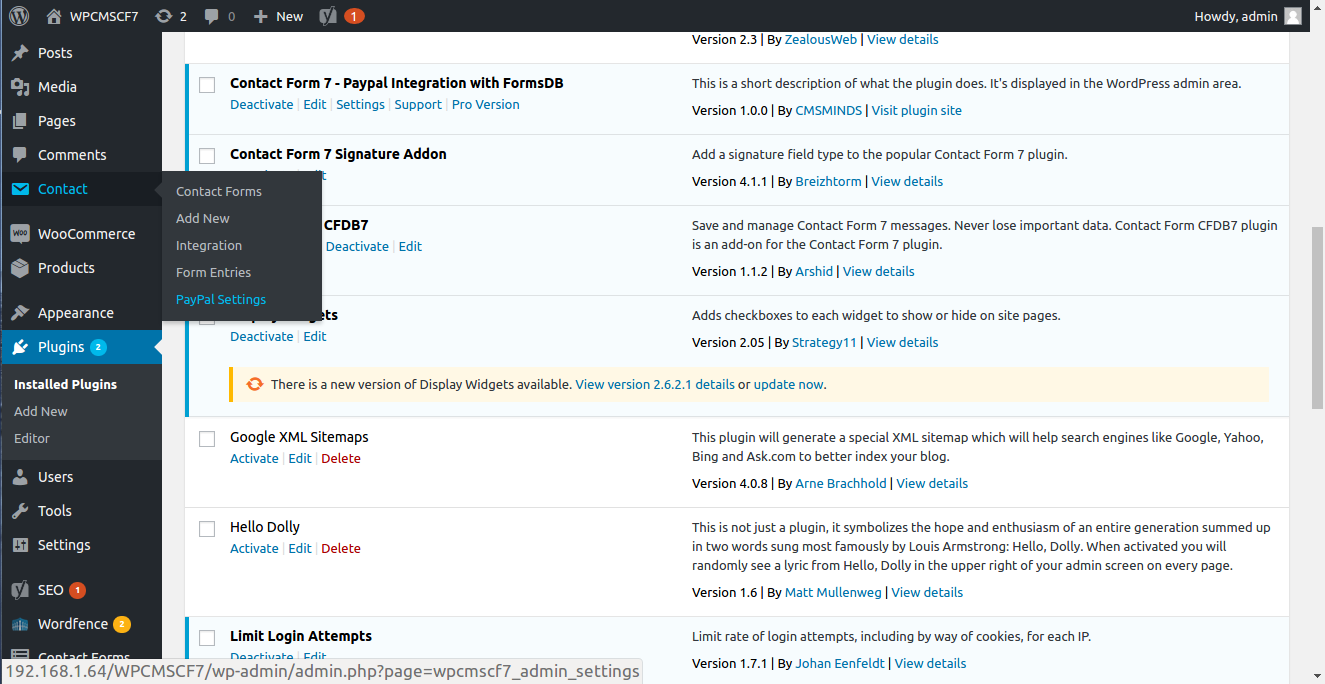 WPCMSCF7 2 0 New 1 Howdy, admin
Posts
Media
Pages
Comments
Contact
Contact Forms
Add New
Integration
Form Entries
PayPal Settings
WooCommerce
Products
Appearance
Plugins 2
Installed Plugins
Add New
Editor
Users
Tools
Settings
SEO 1
Wordfence 2
Contact Forms
Version 2.3 | By ZealousWeb | View details
Contact Form 7 - Paypal Integration with FormsDB
Deactivate | Edit | Settings | Support | Pro Version
This is a short description of what the plugin does. It's displayed in the WordPress admin area.
Version 1.0.0 | By CMSMINDS | Visit plugin site
Contact Form 7 Signature Addon
Add a signature field type to the popular Contact Form 7 plugin.
Version 4.1.1 | By Breizhtorm | View details
CFDB7
Deactivate | Edit
Save and manage Contact Form 7 messages. Never lose important data. Contact Form CFDB7 plugin
is an add-on for the Contact Form 7 plugin.
Version 1.1.2 | By Arshid | View details
Deactivate | Edit
Adds checkboxes to each widget to show or hide on site pages.
Version 2.05 | By Strategy11 | View details
There is a new version of Display Widgets available. View version 2.6.2.1 details or update now.
Google XML Sitemaps
Activate | Edit | Delete
This plugin will generate a special XML sitemap which will help search engines like Google, Yahoo,
Bing and Ask.com to better index your blog.
Version 4.0.8 | By Arne Brachhold | View details
Hello Dolly
Activate | Edit | Delete
This is not just a plugin, it symbolizes the hope and enthusiasm of an entire generation summed up
in two words sung most famously by Louis Armstrong: Hello, Dolly. When activated you will
randomly see a lyric from Hello, Dolly in the upper right of your admin screen on every page.
Version 1.6 | By Matt Mullenweg | View details
Limit Login Attempts
Deactivate | Edit
Limit rate of login attempts, including by way of cookies, for each IP.
Version 1.7.1 | By Johan Eenfeldt | View details
192.168.1.64/WPCMSCF7/wp-admin/admin.php?page=wpcmscf7_admin_settings